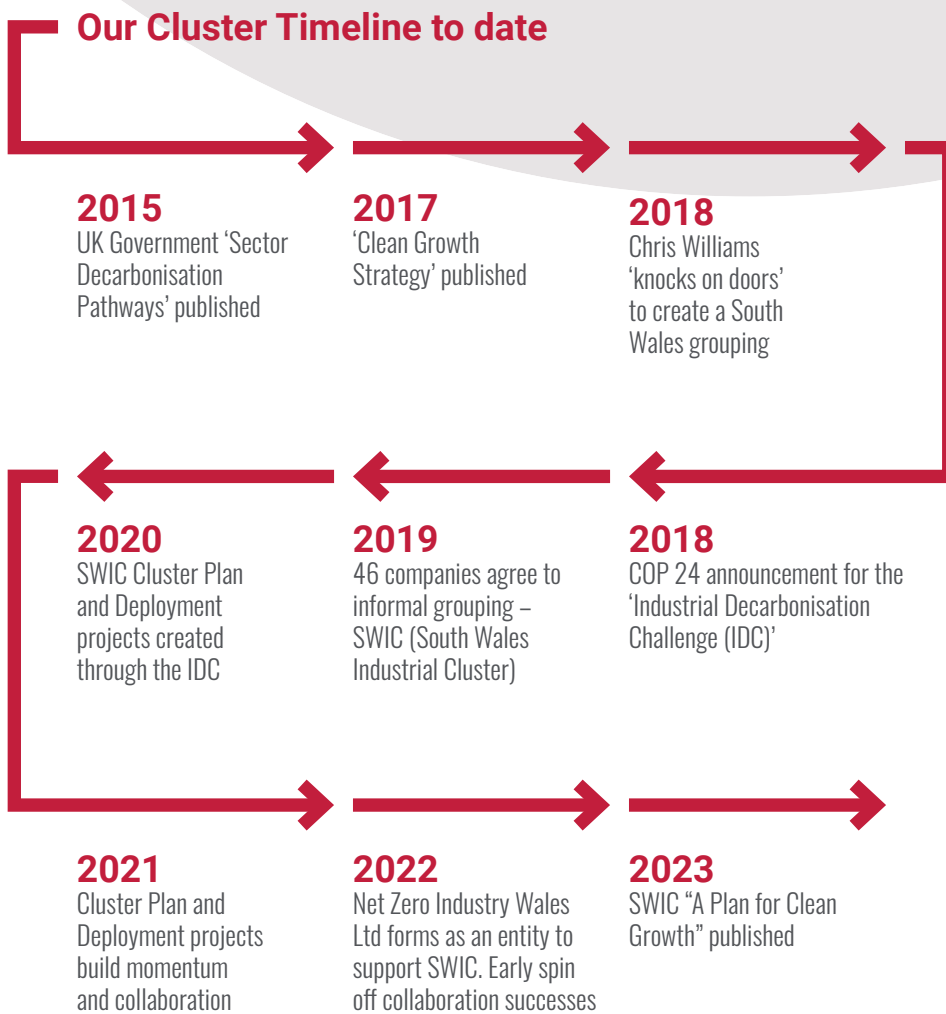 Our Cluster Timeline to date
2015
UK Government ‘Sector
Decarbonisation
Pathways’ published
2017
‘Clean Growth
Strategy’ published
2018
Chris Williams
‘knocks on doors’
to create a South
Wales grouping
2018
COP 24 announcement for the
‘Industrial Decarbonisation
Challenge (IDC)’
2019
46 companies agree to
informal grouping –
SWIC (South Wales
Industrial Cluster)
2020
SWIC Cluster Plan
and Deployment
projects created
through the IDC
2021
Cluster Plan and
Deployment projects
build momentum
and collaboration
2022
Net Zero Industry Wales
Ltd forms as an entity to
support SWIC. Early spin
off collaboration successes
2023
SWIC “A Plan for Clean
Growth” published